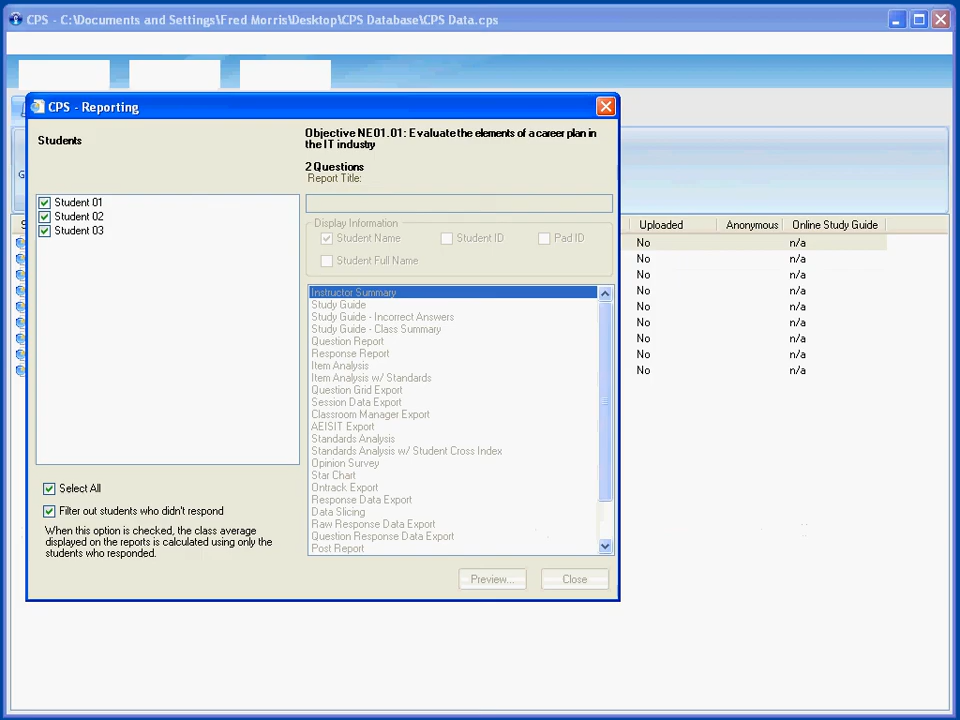 CPS - C:\Documents and Settings\Fred Morris\Desktop\CPS Database\CPS Data.cps
CPS - Reporting
Students
Objective NE01.01: Evaluate the elements of a career plan in
the IT industry
2 Questions
Report Title:
Student 01
Student 02
Student 03
Display Information
Student Name
Student ID
Pad ID
Student Full Name
Instructor Summary
Study Guide
Study Guide - Incorrect Answers
Study Guide - Class Summary
Question Report
Response Report
Item Analysis
Item Analysis w/ Standards
Question Grid Export
Session Data Export
Classroom Manager Export
AEISIT Export
Standards Analysis
Standards Analysis w/ Student Cross Index
Opinion Survey
Star Chart
Ontrack Export
Response Data Export
Data Slicing
Raw Response Data Export
Question Response Data Export
Post Report
Select All
Filter out students who didn't respond
When this option is checked, the class average
displayed on the reports is calculated using only the
students who responded.
Preview...
Close
Uploaded Anonymous Online Study Guide
No n/a
No n/a
No n/a
No n/a
No n/a
No n/a
No n/a
No n/a
No n/a